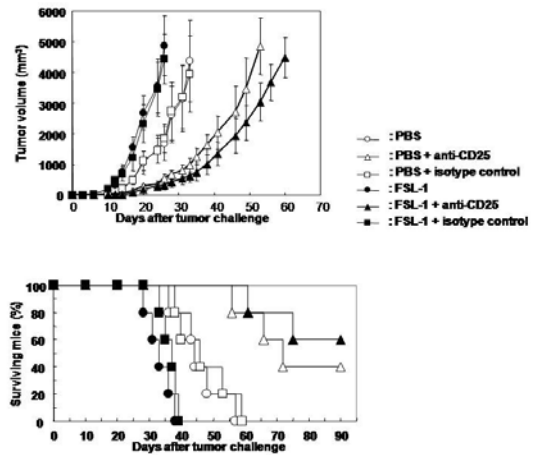 6000
5000
4000
3000
2000
1000
0
Tumor volume (mm²)
0 10 20 30 40 50 60 70
Days after tumor challenge
: PBS
: PBS + anti-CD25
: PBS + isotype control
: FSL-1
: FSL-1 + anti-CD25
: FSL-1 + isotype control
100
80
60
40
20
0
Surviving mice (%)
0 10 20 30 40 50 60 70 80 90
Days after tumor challenge